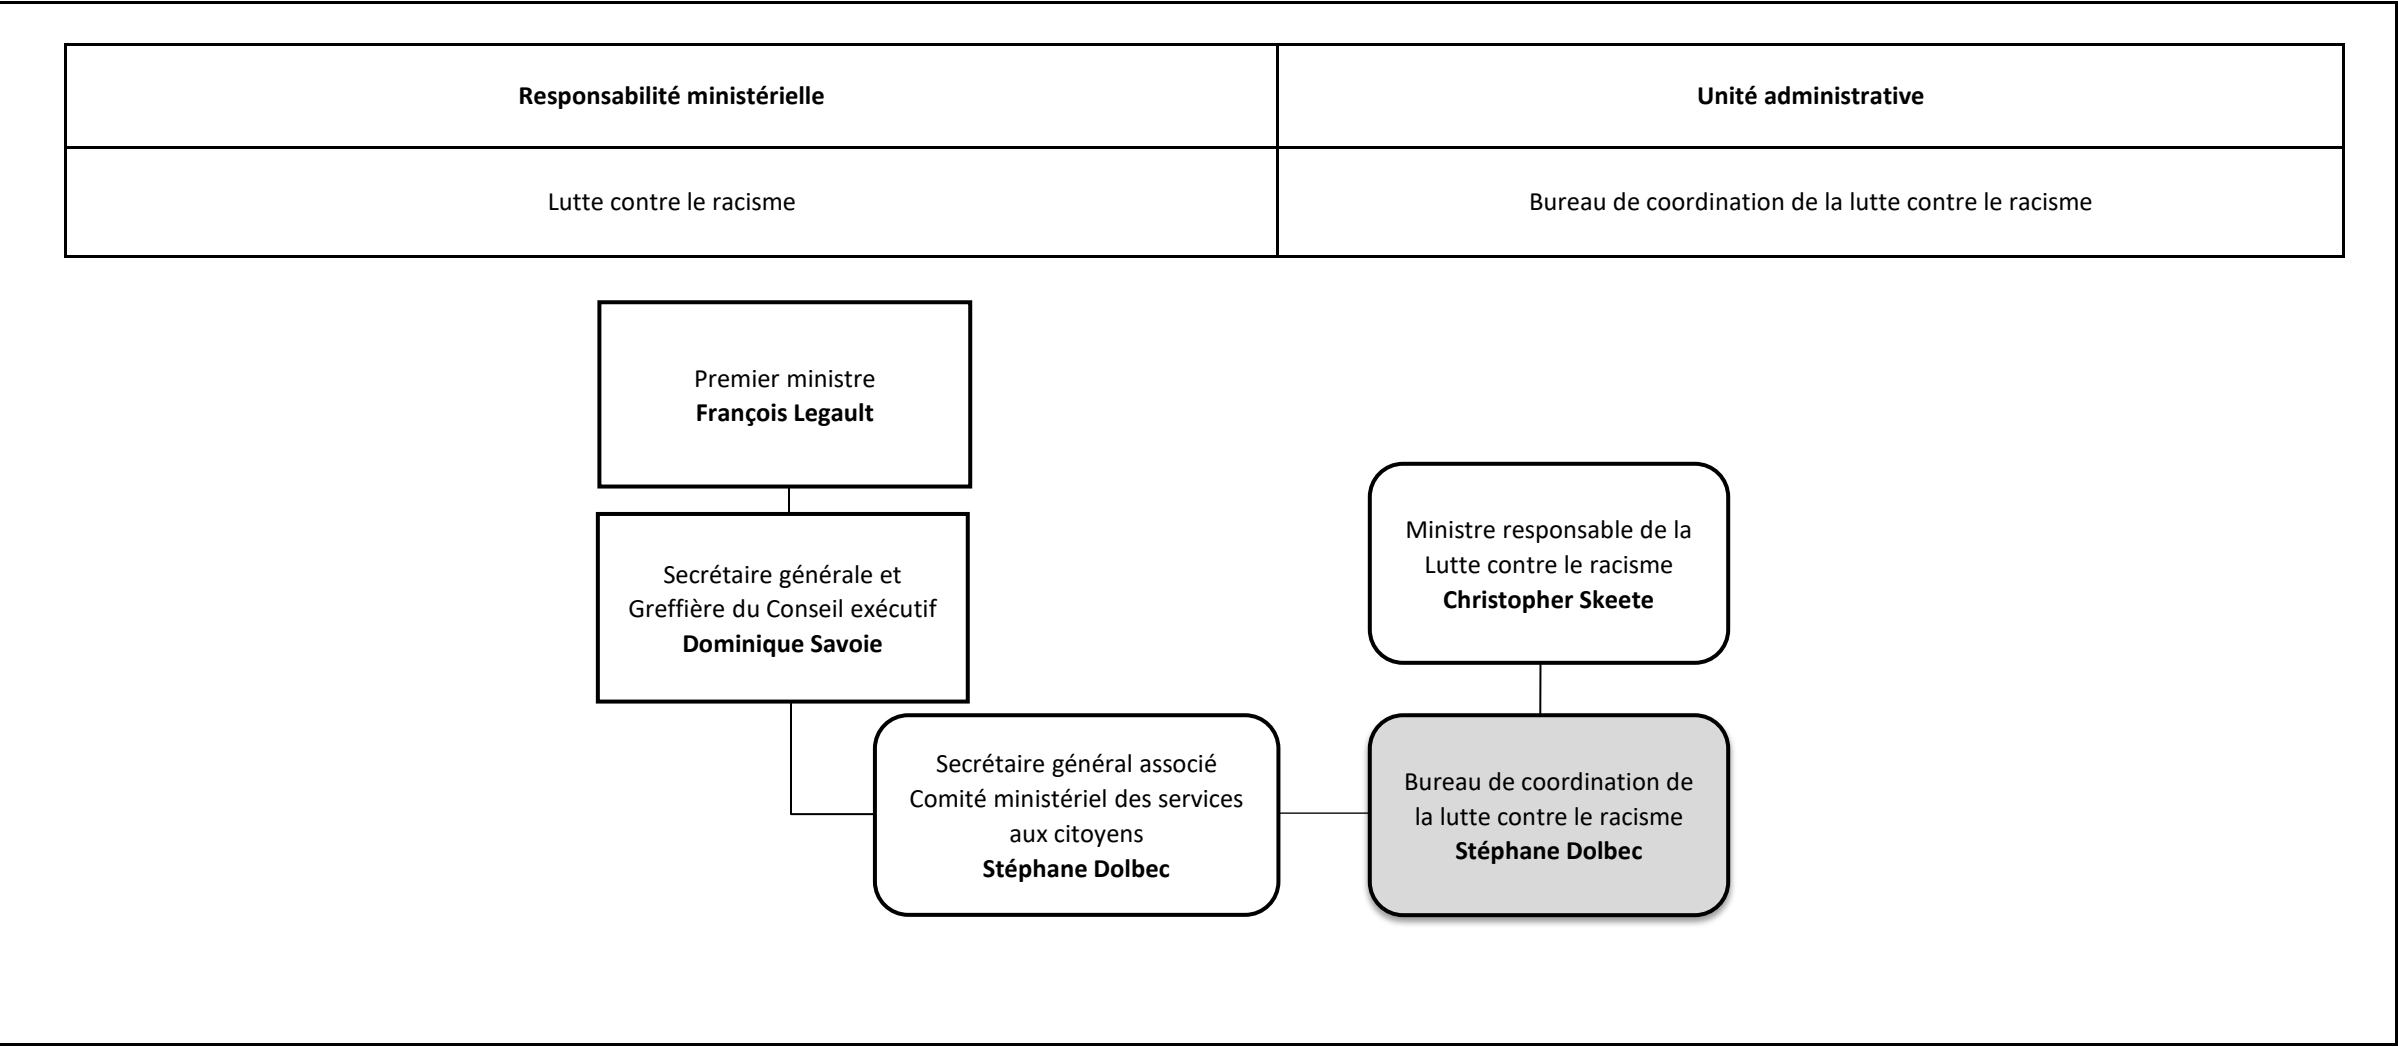 Responsabilité ministérielle
Unité administrative
Lutte contre le racisme
Bureau de coordination de la lutte contre le racisme
Premier ministre
François Legault
Secrétaire générale et
Greffière du Conseil exécutif
Dominique Savoie
Ministre responsable de la
Lutte contre le racisme
Christopher Skeete
Secrétaire général associé
Comité ministériel des services
aux citoyens
Stéphane Dolbec
Bureau de coordination de
la lutte contre le racisme
Stéphane Dolbec